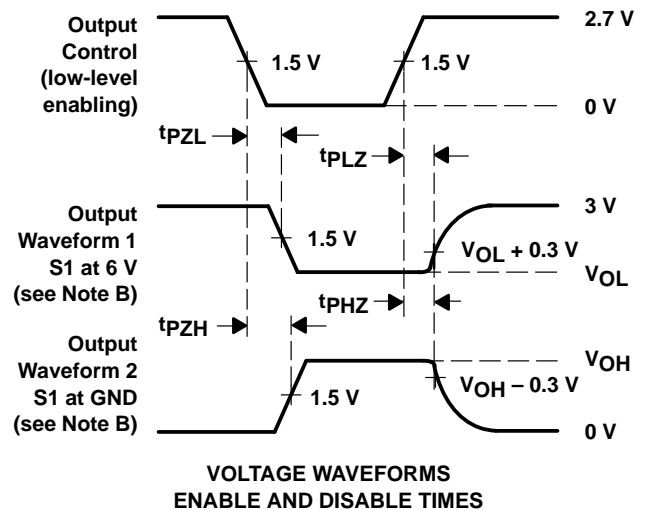 Output
Control
(low-level
enabling)
1.5 V
1.5 V
2.7 V
0 V
tPZL
tPLZ
Output
Waveform 1
S1 at 6 V
(see Note B)
1.5 V
3 V
VOL + 0.3 V
VOL
tPZH
tPHZ
Output
Waveform 2
S1 at GND
(see Note B)
1.5 V
VOH
VOH – 0.3 V
0 V
VOLTAGE WAVEFORMS
ENABLE AND DISABLE TIMES